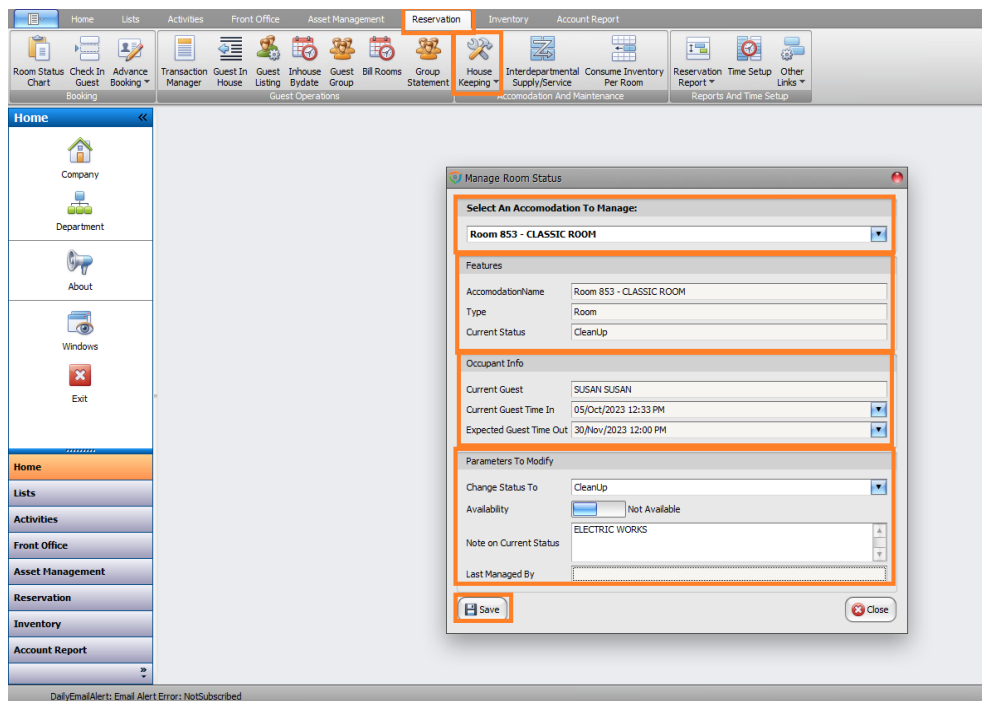 Home Lists Activities Front Office Asset Management Reservation Inventory Account Report
Room Status Chart
Check In Guest
Advance Booking
Transaction Manager
Guest In House
Guest Listing
Inhouse Bydate
Guest Group
Bill Rooms
Group Statement
House Keeping
Interdepartmental Supply/Service
Consume Inventory Per Room
Reservation Report
Time Setup
Other Links
Booking Guest Operations Accomodation And Maintenance Reports And Time Setup
Home
Company
Department
About
Windows
Exit
Home
Lists
Activities
Front Office
Asset Management
Reservation
Inventory
Account Report
Manage Room Status
Select An Accomodation To Manage:
Room 853 - CLASSIC ROOM
Features
AccomodationName Room 853 - CLASSIC ROOM
Type Room
Current Status CleanUp
Occupant Info
Current Guest SUSAN SUSAN
Current Guest Time In 05/Oct/2023 12:33 PM
Expected Guest Time Out 30/Nov/2023 12:00 PM
Parameters To Modify
Change Status To CleanUp
Availability Not Available
Note on Current Status ELECTRIC WORKS
Last Managed By
Save Close
DailyEmailAlert: Email Alert Error: NotSubscribed